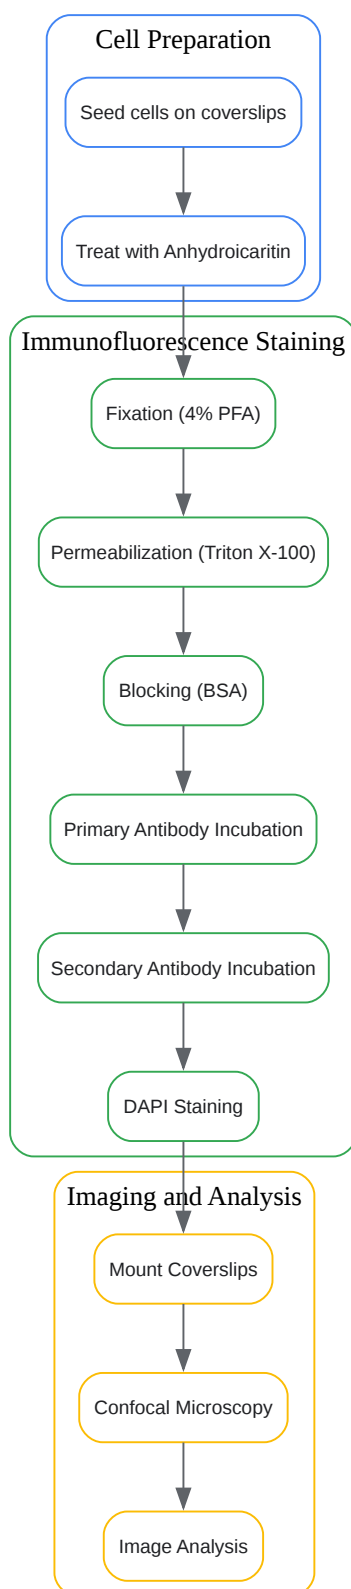 Cell Preparation
Seed cells on coverslips
Treat with Anhydroicaritin
Immunofluorescence Staining
Fixation (4% PFA)
Permeabilization (Triton X-100)
Blocking (BSA)
Primary Antibody Incubation
Secondary Antibody Incubation
DAPI Staining
Imaging and Analysis
Mount Coverslips
Confocal Microscopy
Image Analysis